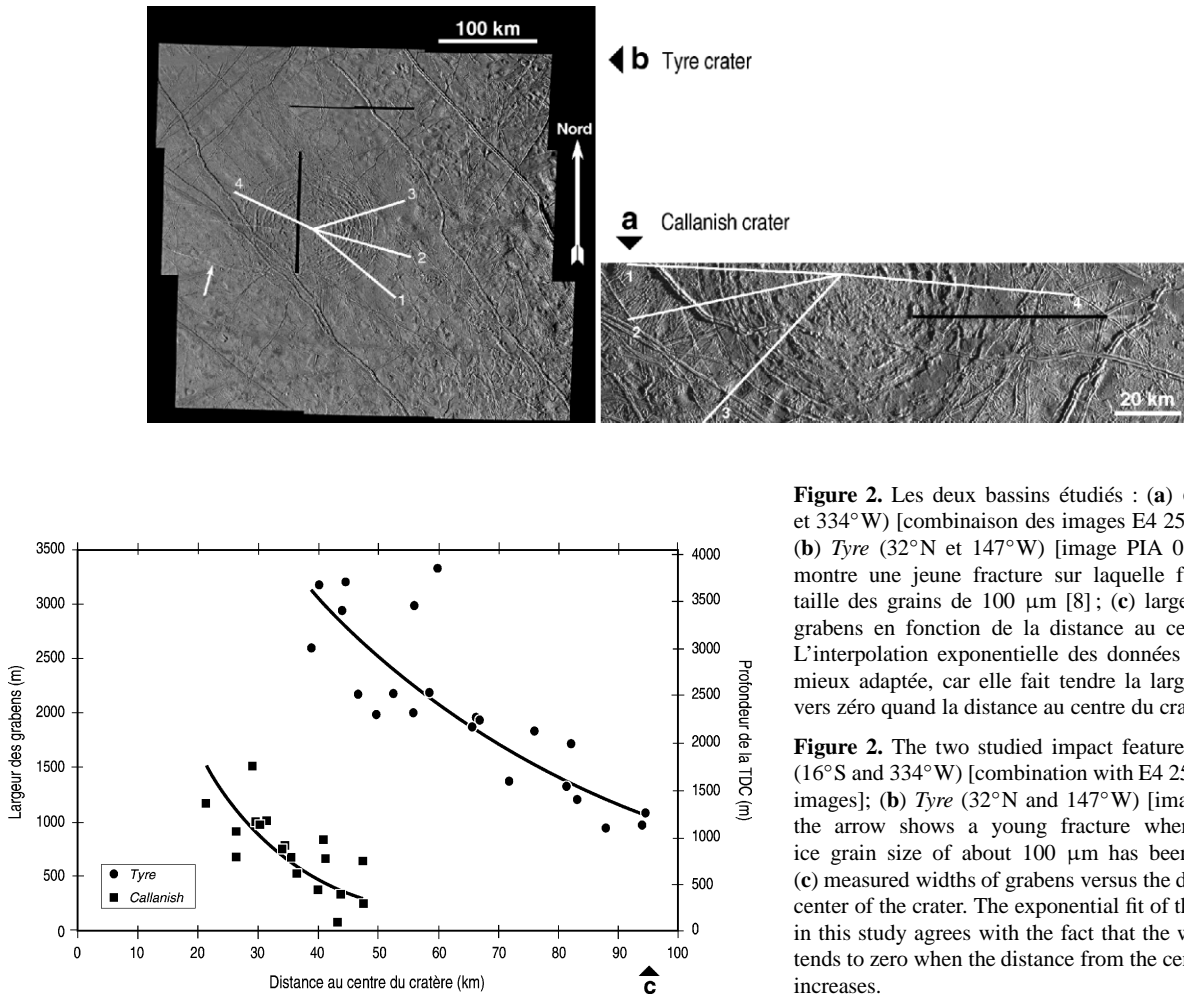 100 km
b Tyre crater
Nord
4
3
2
1
a Callanish crater
1
2
3
4
20 km
3500
3000
2500
2000
1500
1000
500
0
Largeur des grabens (m)
4000
3500
3000
2500
2000
1500
1000
500
0
Profondeur de la TDC (m)
Tyre
Callanish
0 10 20 30 40 50 60 70 80 90 100
Distance au centre du cratère (km)
c
Figure 2. Les deux bassins étudiés : (a)
et 334°W) [combinaison des images E4 25
(b) Tyre (32°N et 147°W) [image PIA 0
montre une jeune fracture sur laquelle f
taille des grains de 100 μm [8] ; (c) large
grabens en fonction de la distance au ce
L'interpolation exponentielle des données
mieux adaptée, car elle fait tendre la larg
vers zéro quand la distance au centre du cra
Figure 2. The two studied impact feature
(16°S and 334°W) [combination with E4 25
images]; (b) Tyre (32°N and 147°W) [ima
the arrow shows a young fracture wher
ice grain size of about 100 μm has been
(c) measured widths of grabens versus the d
center of the crater. The exponential fit of th
in this study agrees with the fact that the w
tends to zero when the distance from the ce
increases.